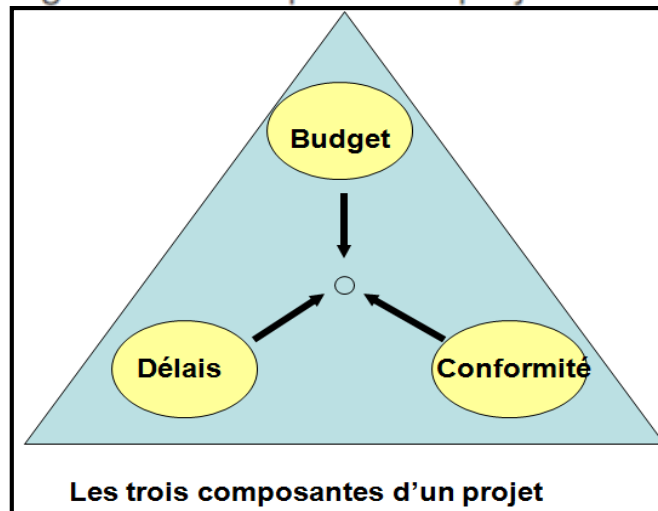 Budget
Délais
Conformité
Les trois composantes d'un projet